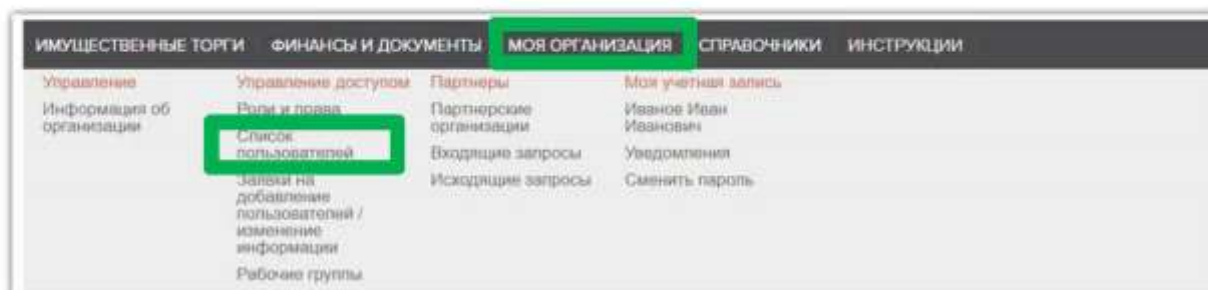 ИМУЩЕСТВЕННЫЕ ТОРГИ ФИНАНСЫ И ДОКУМЕНТЫ МОЯ ОРГАНИЗАЦИЯ СПРАВОЧНИКИ ИНСТРУКЦИИ
Управление
Информация об
организации
Управление доступом
Роли и права
Список
пользователей
Заявки на
добавление
пользователей /
изменение
информации
Рабочие группы
Партнеры
Партнерские
организации
Входящие запросы
Исходящие запросы
Моя учетная запись
Иванов Иван
Иванович
Уведомления
Сменить пароль